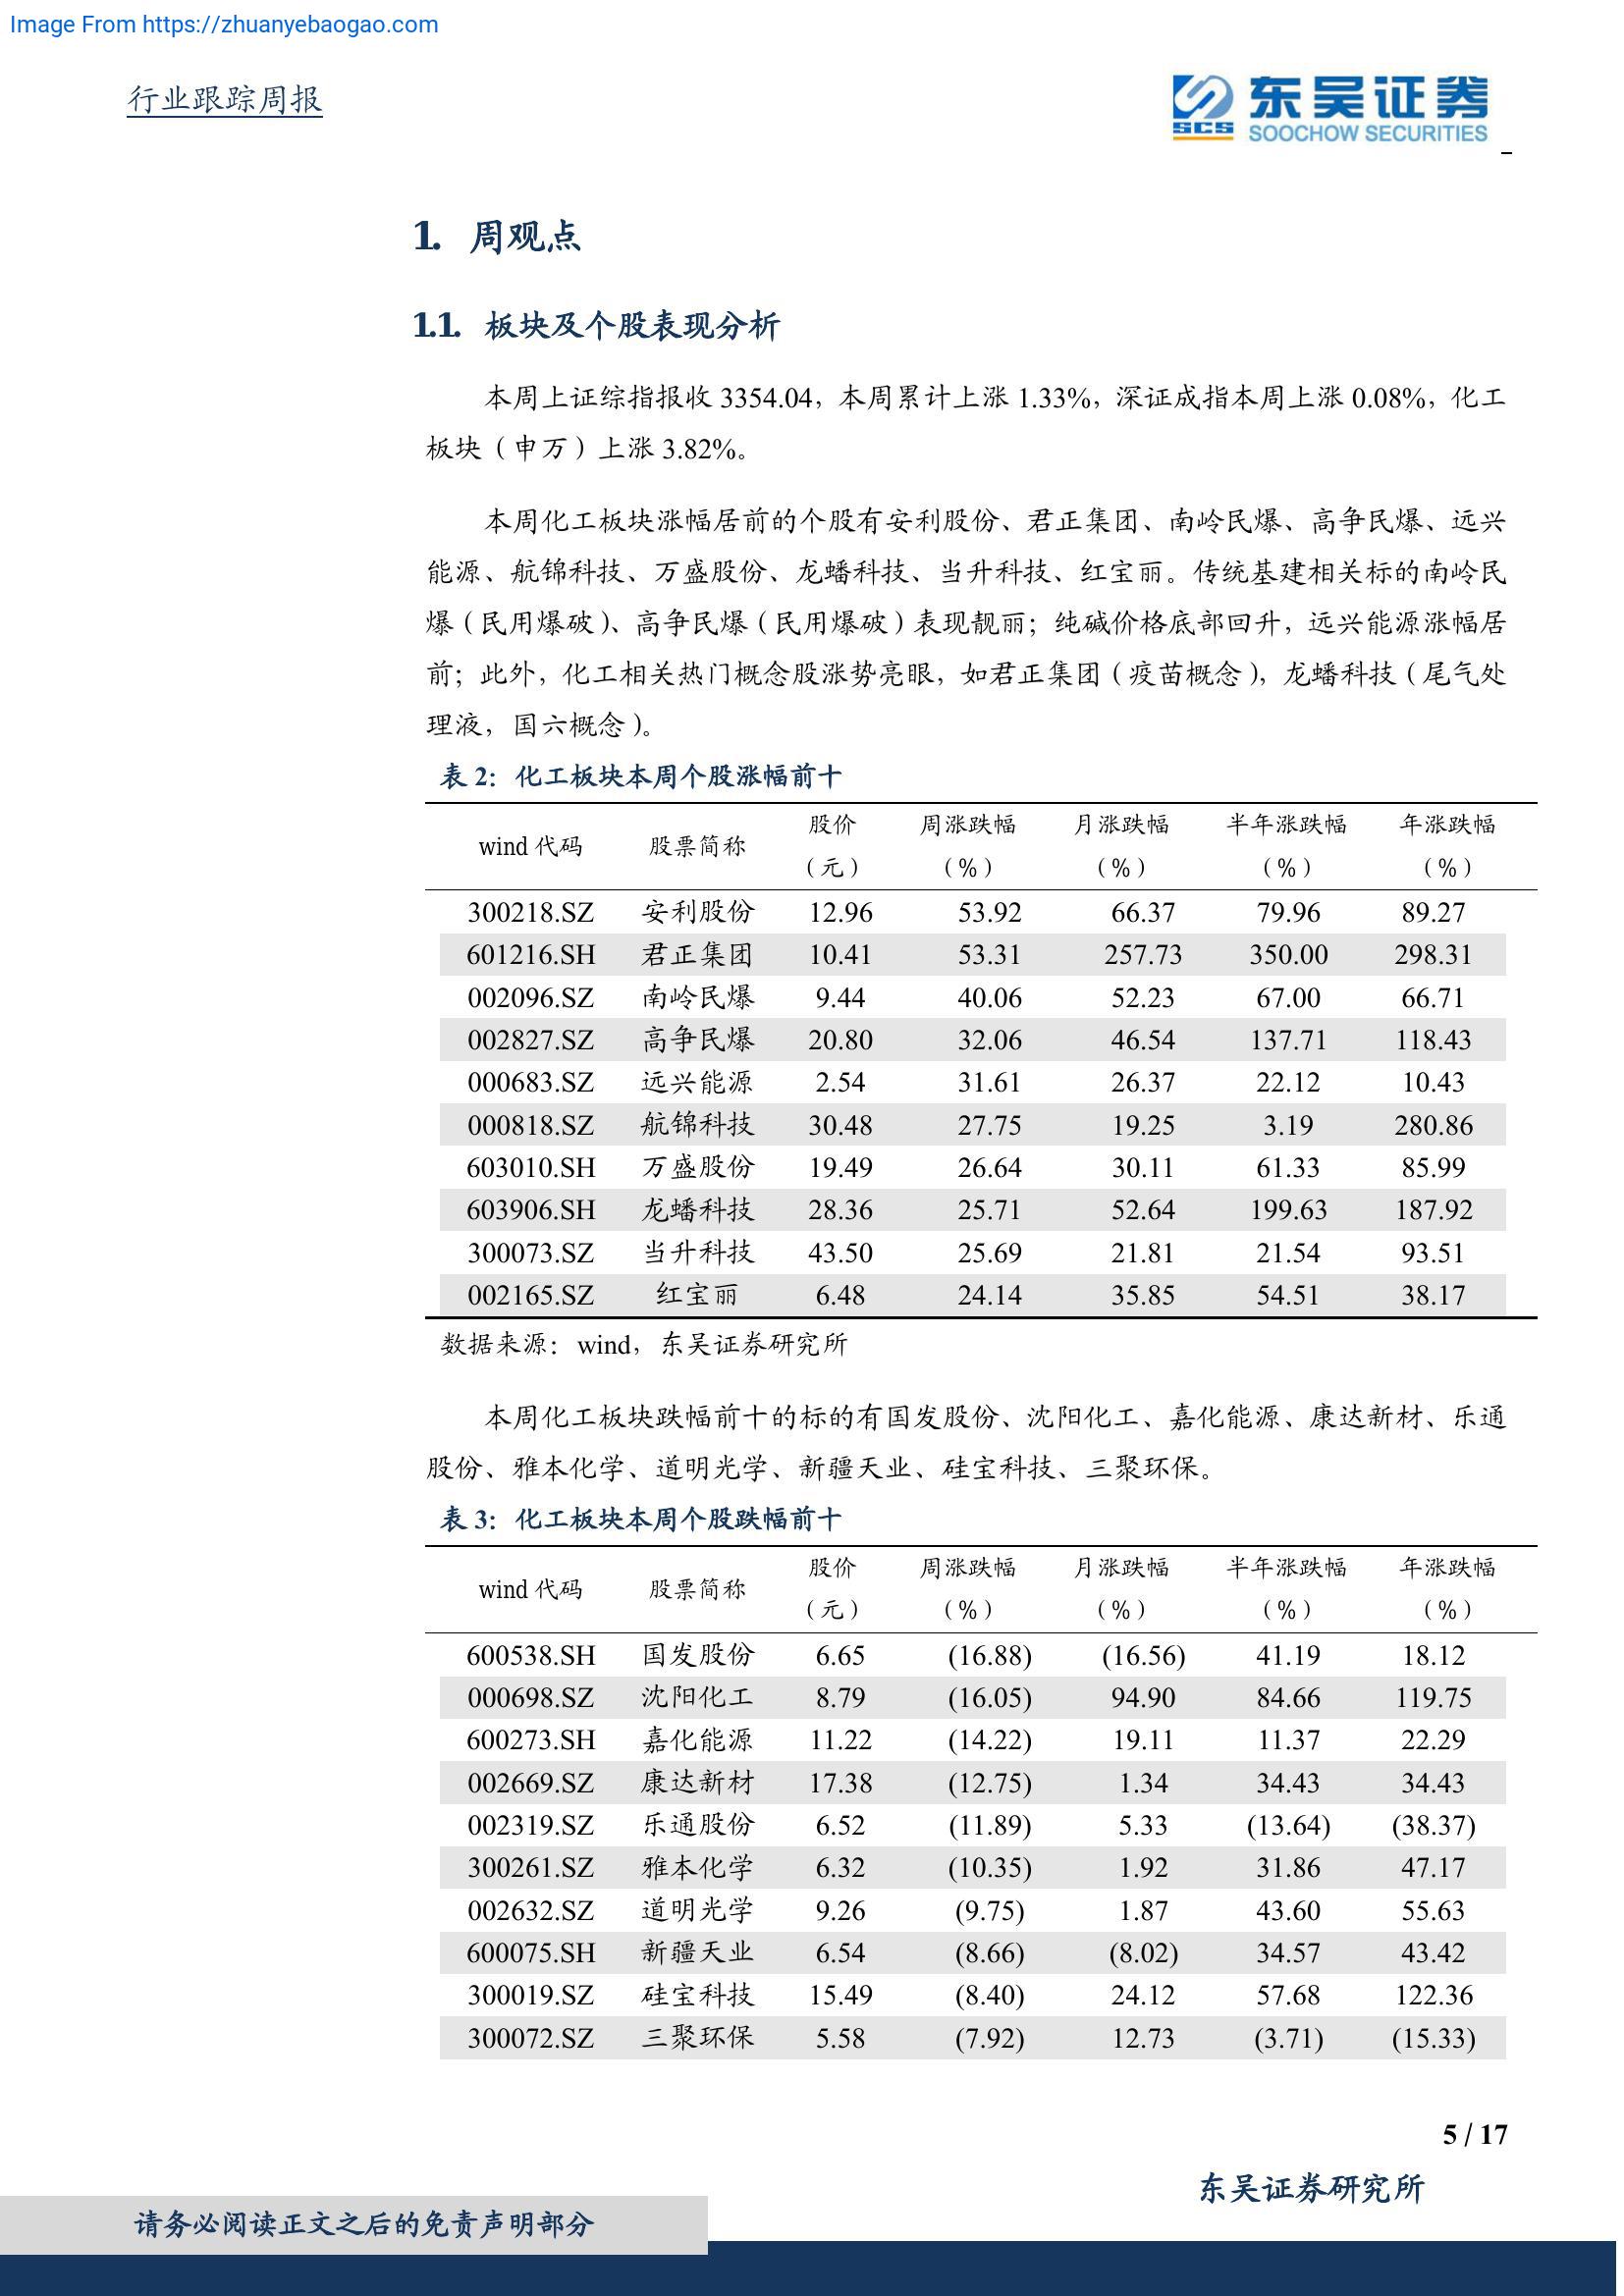 Image From https://zhuanyebaogao.com
行业跟踪周报
东吴证券
SCS SOOCHOW SECURITIES
1. 周观点
1.1. 板块及个股表现分析
本周上证综指报收 3354.04，本周累计上涨 1.33%，深证成指本周上涨 0.08%，化工
板块（申万）上涨 3.82%。
本周化工板块涨幅居前的个股有安利股份、君正集团、南岭民爆、高争民爆、远兴
能源、航锦科技、万盛股份、龙蟠科技、当升科技、红宝丽。传统基建相关标的南岭民
爆（民用爆破）、高争民爆（民用爆破）表现靓丽；纯碱价格底部回升，远兴能源涨幅居
前；此外，化工相关热门概念股涨势亮眼，如君正集团（疫苗概念），龙蟠科技（尾气处
理液，国六概念）。
表 2：化工板块本周个股涨幅前十
wind 代码 股票简称 股价（元） 周涨跌幅（%） 月涨跌幅（%） 半年涨跌幅（%） 年涨跌幅（%）
300218.SZ 安利股份 12.96 53.92 66.37 79.96 89.27
601216.SH 君正集团 10.41 53.31 257.73 350.00 298.31
002096.SZ 南岭民爆 9.44 40.06 52.23 67.00 66.71
002827.SZ 高争民爆 20.80 32.06 46.54 137.71 118.43
000683.SZ 远兴能源 2.54 31.61 26.37 22.12 10.43
000818.SZ 航锦科技 30.48 27.75 19.25 3.19 280.86
603010.SH 万盛股份 19.49 26.64 30.11 61.33 85.99
603906.SH 龙蟠科技 28.36 25.71 52.64 199.63 187.92
300073.SZ 当升科技 43.50 25.69 21.81 21.54 93.51
002165.SZ 红宝丽 6.48 24.14 35.85 54.51 38.17
数据来源：wind，东吴证券研究所
本周化工板块跌幅前十的标的有国发股份、沈阳化工、嘉化能源、康达新材、乐通
股份、雅本化学、道明光学、新疆天业、硅宝科技、三聚环保。
表 3：化工板块本周个股跌幅前十
wind 代码 股票简称 股价（元） 周涨跌幅（%） 月涨跌幅（%） 半年涨跌幅（%） 年涨跌幅（%）
600538.SH 国发股份 6.65 (16.88) (16.56) 41.19 18.12
000698.SZ 沈阳化工 8.79 (16.05) 94.90 84.66 119.75
600273.SH 嘉化能源 11.22 (14.22) 19.11 11.37 22.29
002669.SZ 康达新材 17.38 (12.75) 1.34 34.43 34.43
002319.SZ 乐通股份 6.52 (11.89) 5.33 (13.64) (38.37)
300261.SZ 雅本化学 6.32 (10.35) 1.92 31.86 47.17
002632.SZ 道明光学 9.26 (9.75) 1.87 43.60 55.63
600075.SH 新疆天业 6.54 (8.66) (8.02) 34.57 43.42
300019.SZ 硅宝科技 15.49 (8.40) 24.12 57.68 122.36
300072.SZ 三聚环保 5.58 (7.92) 12.73 (3.71) (15.33)
5 / 17
东吴证券研究所
请务必阅读正文之后的免责声明部分